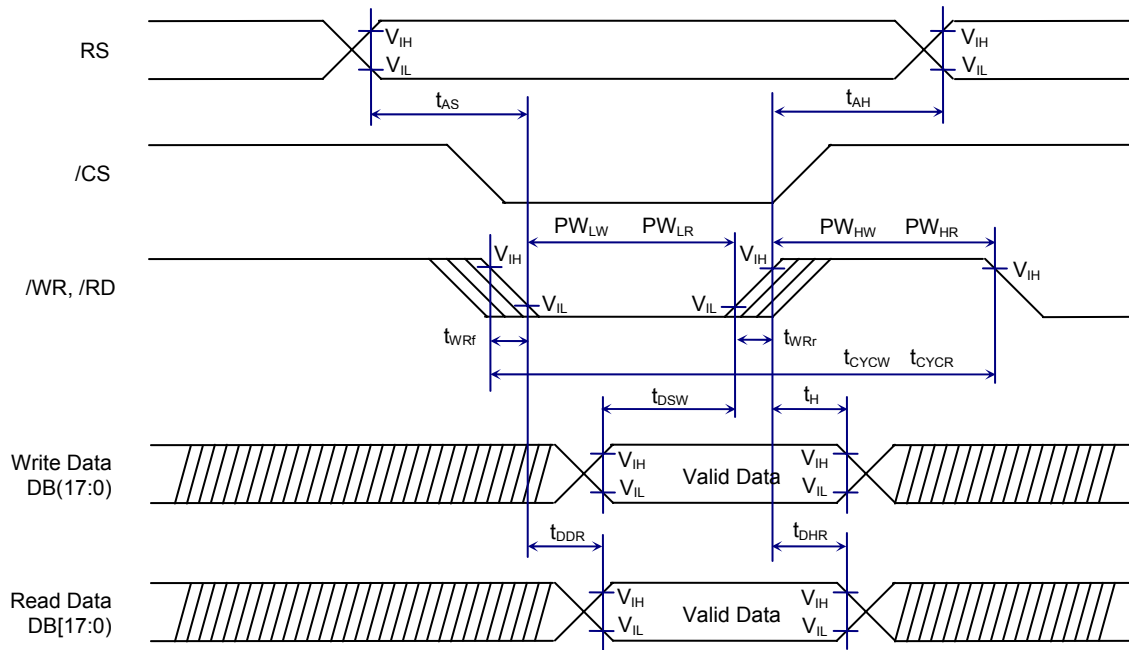 RS
V_IH
V_IL
V_IH
V_IL
t_AS
t_AH
/CS
PW_LW PW_LR
PW_HW PW_HR
/WR, /RD
V_IH
V_IL
V_IH
V_IL
V_IH
t_WRf
t_WRr
t_CYCW t_CYCR
t_DSW
t_H
Write Data
DB(17:0)
V_IH
V_IL
Valid Data
V_IH
V_IL
t_DDR
t_DHR
Read Data
DB[17:0)
V_IH
V_IL
Valid Data
V_IH
V_IL